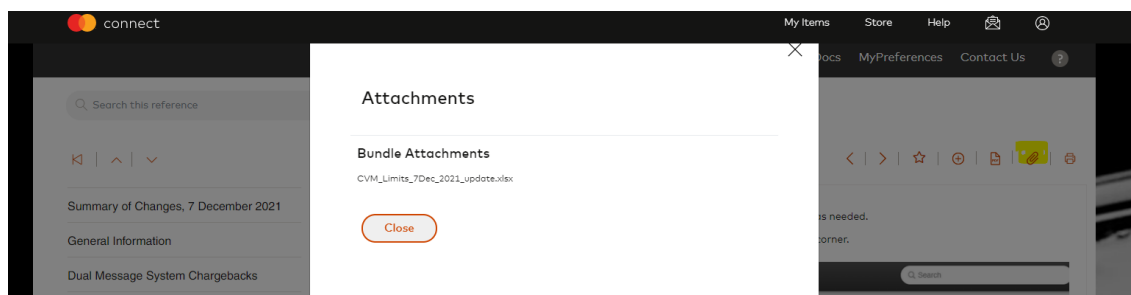 connect
My Items Store Help
Docs MyPreferences Contact Us ?
Search this reference
Attachments
Bundle Attachments
CVM_Limits_7Dec_2021_update.xlsx
Close
Summary of Changes, 7 December 2021
General Information
Dual Message System Chargebacks
as needed.
corner.
Search